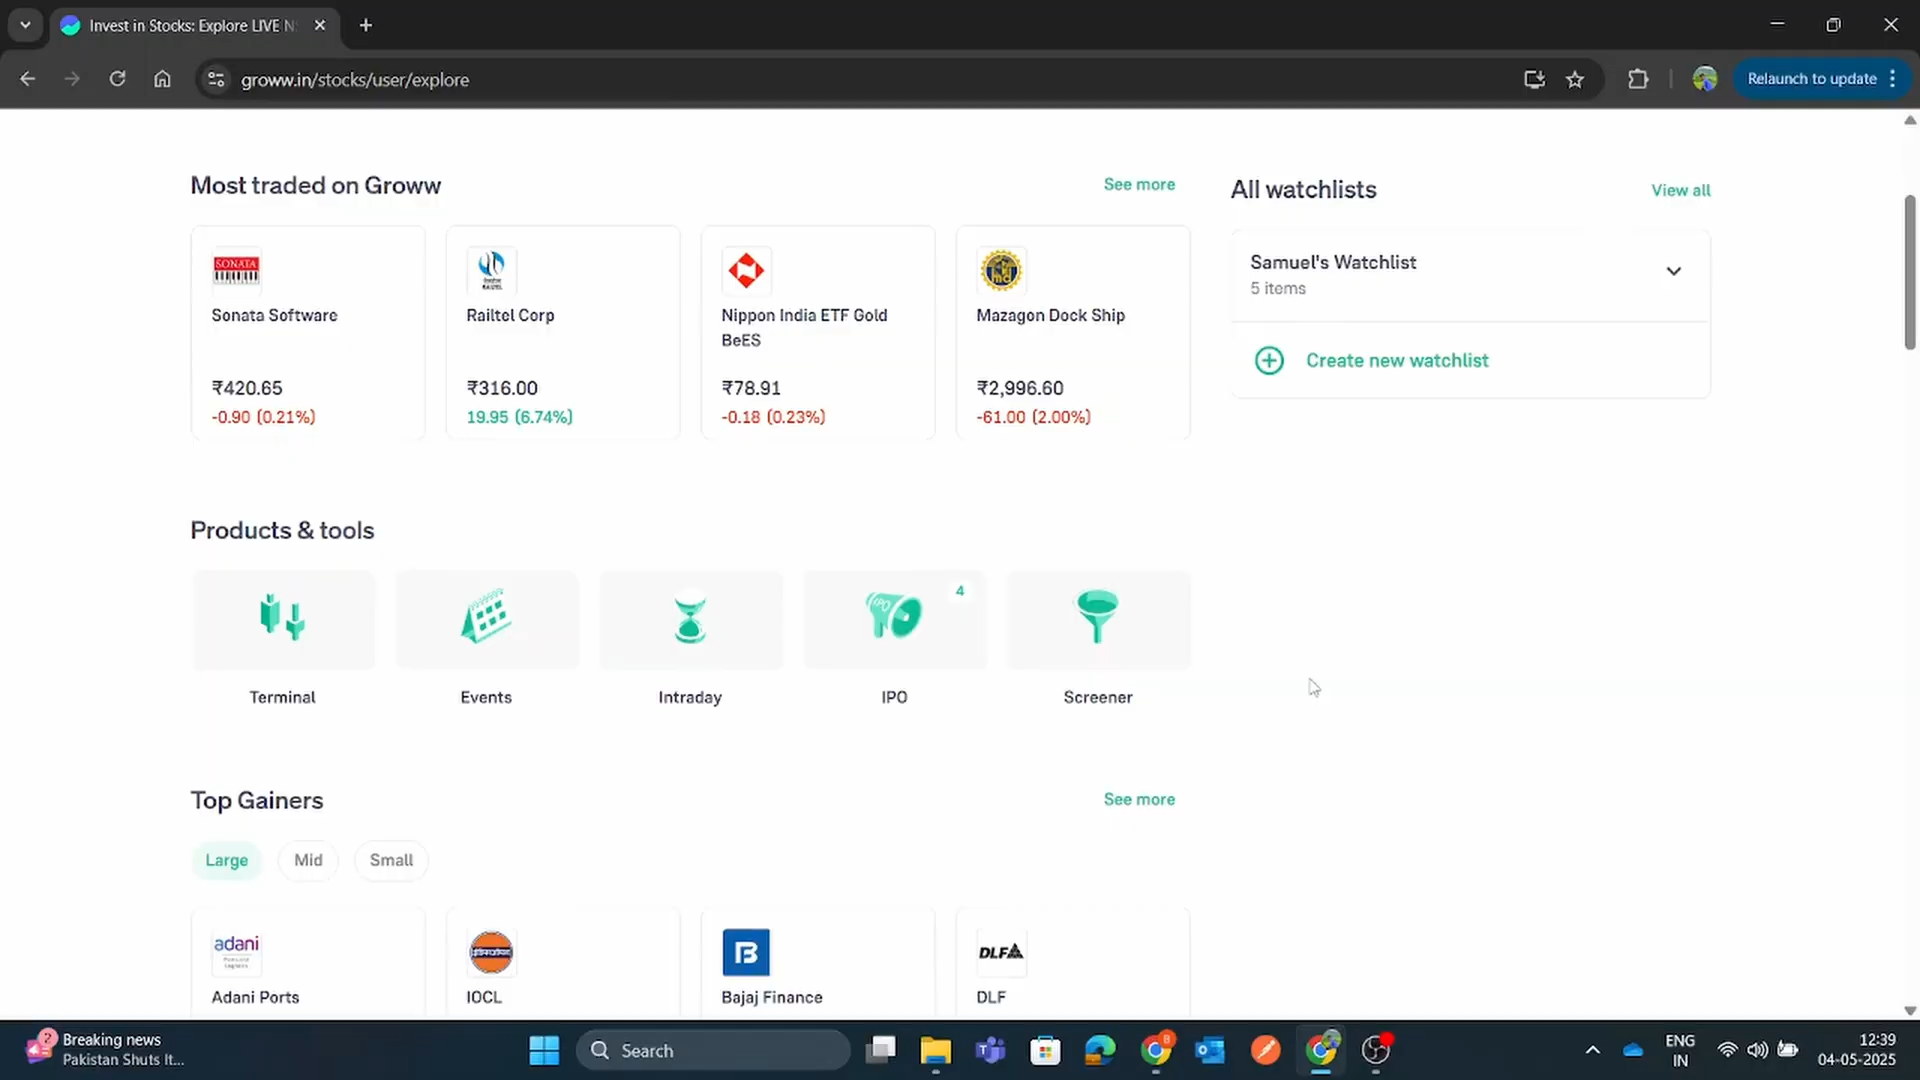 Invest in Stocks: Explore LIVE N
groww.in/stocks/user/explore
Relaunch to update
Most traded on Groww
See more
All watchlists
View all
SONATA
RAILTEL
Sonata Software
Railtel Corp
Nippon India ETF Gold
BeES
Mazagon Dock Ship
₹420.65
₹316.00
₹78.91
₹2,996.60
-0.90 (0.21%)
19.95 (6.74%)
-0.18 (0.23%)
-61.00 (2.00%)
Samuel's Watchlist
5 items
Create new watchlist
Products & tools
IPO
4
Terminal
Events
Intraday
IPO
Screener
Top Gainers
See more
Large
Mid
Small
adani
DLF
Adani Ports
IOCL
Bajaj Finance
DLF
2
Breaking news
Pakistan Shuts It...
Search
ENG
IN
12:39
04-05-2025